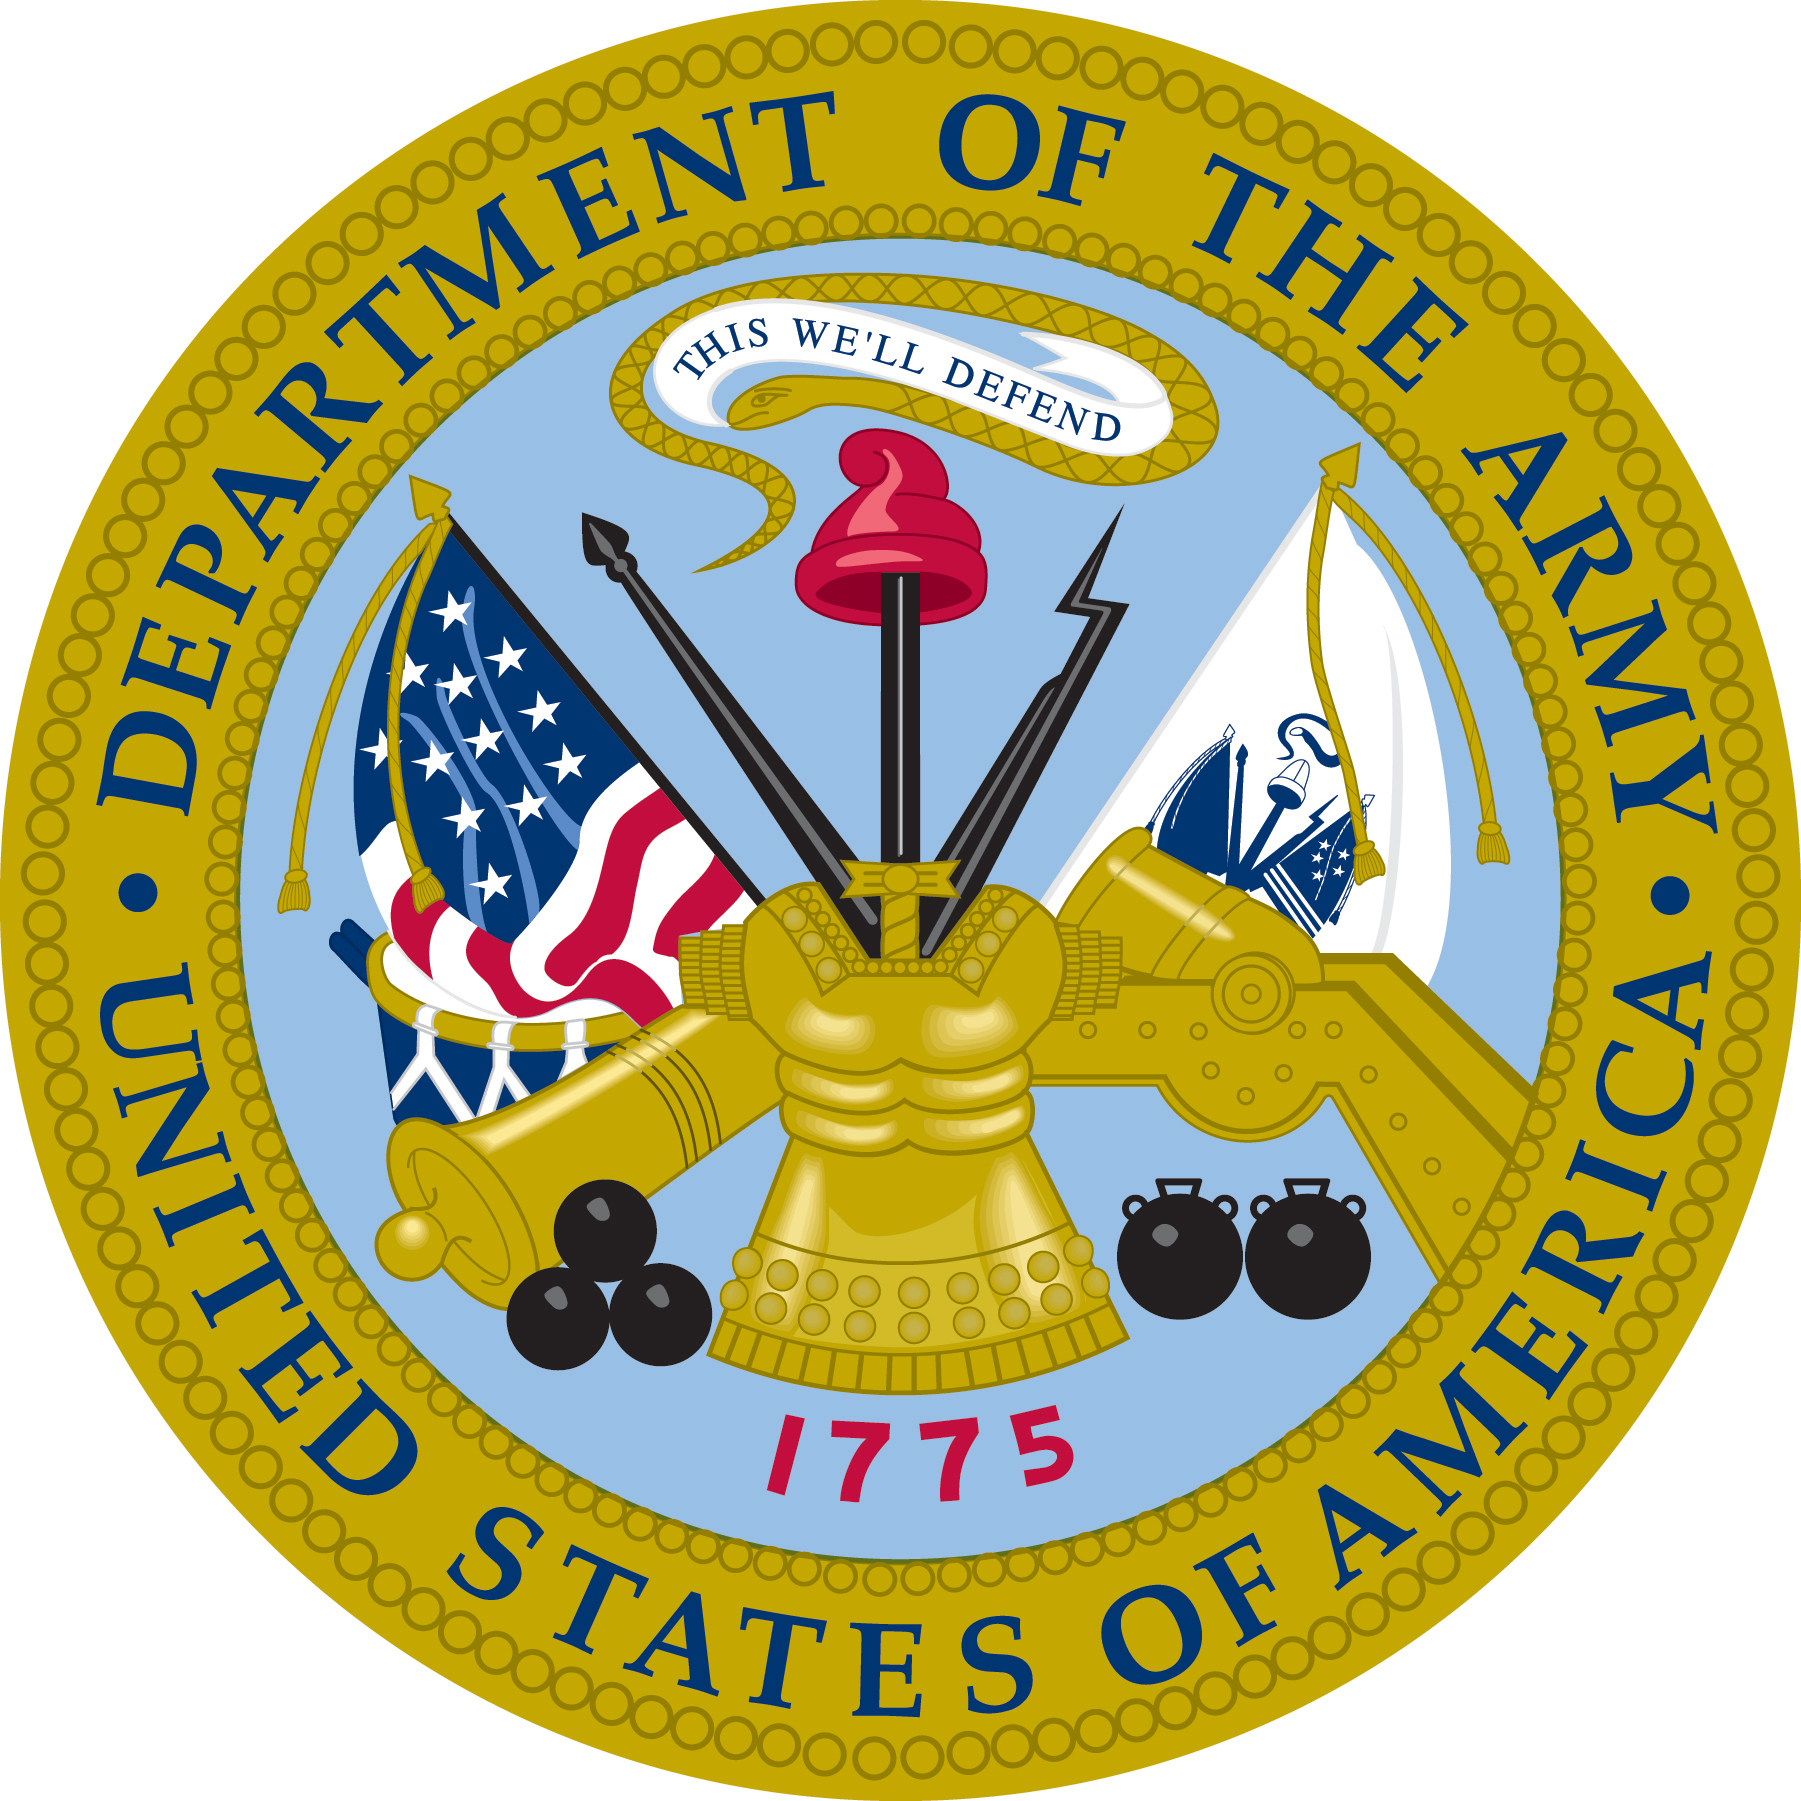 DEPARTMENT OF THE ARMY
THIS WE'LL DEFEND
1775
• UNITED STATES OF AMERICA •